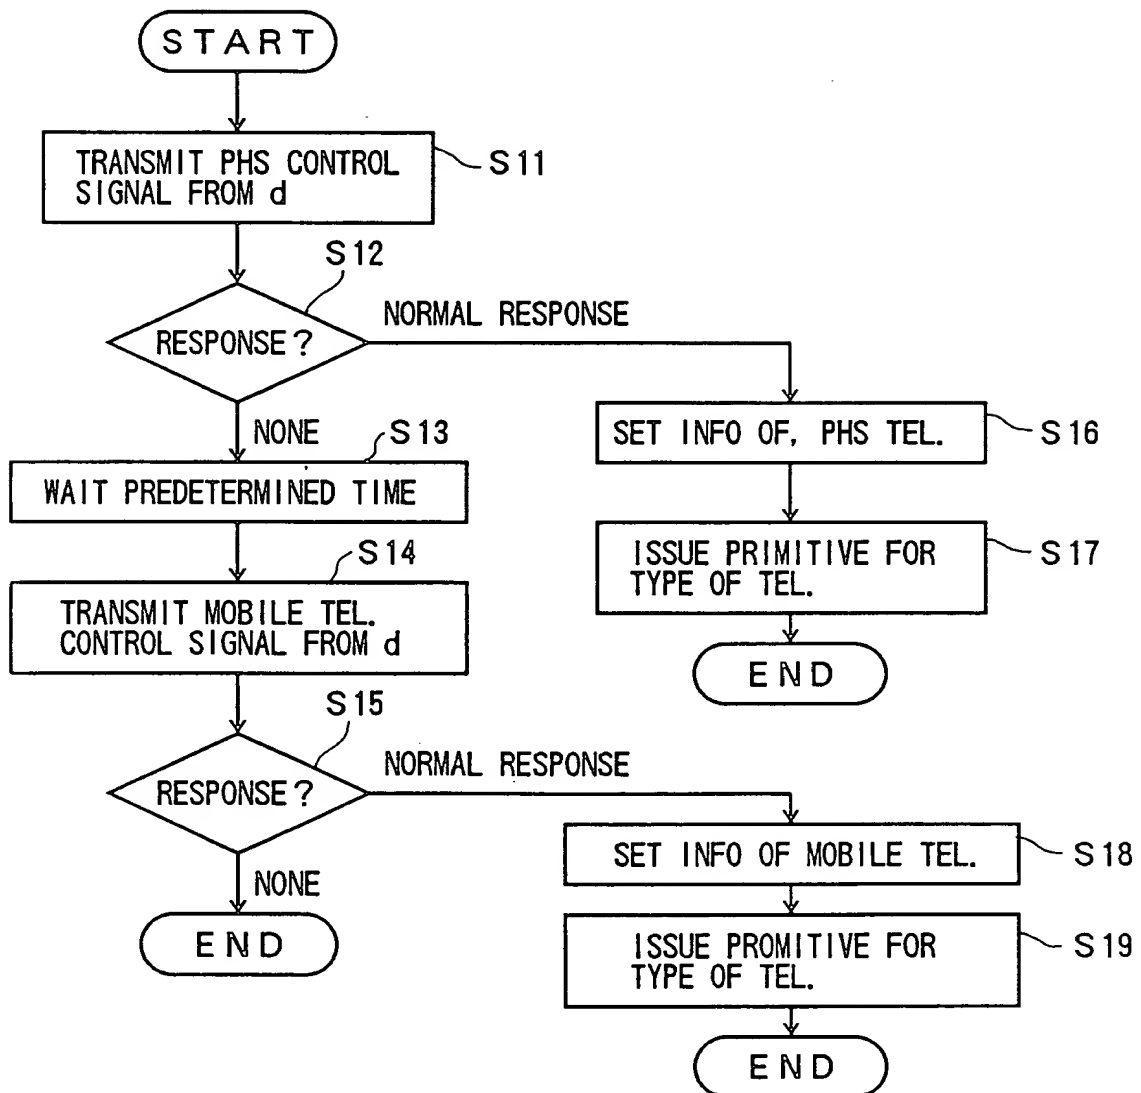 START
TRANSMIT PHS CONTROL
SIGNAL FROM d
S11
S12
RESPONSE?
NORMAL RESPONSE
NONE
S13
WAIT PREDETERMINED TIME
S14
TRANSMIT MOBILE TEL.
CONTROL SIGNAL FROM d
S15
RESPONSE?
NORMAL RESPONSE
NONE
END
SET INFO OF, PHS TEL.
S16
ISSUE PRIMITIVE FOR
TYPE OF TEL.
S17
END
SET INFO OF MOBILE TEL.
S18
ISSUE PROMITIVE FOR
TYPE OF TEL.
S19
END